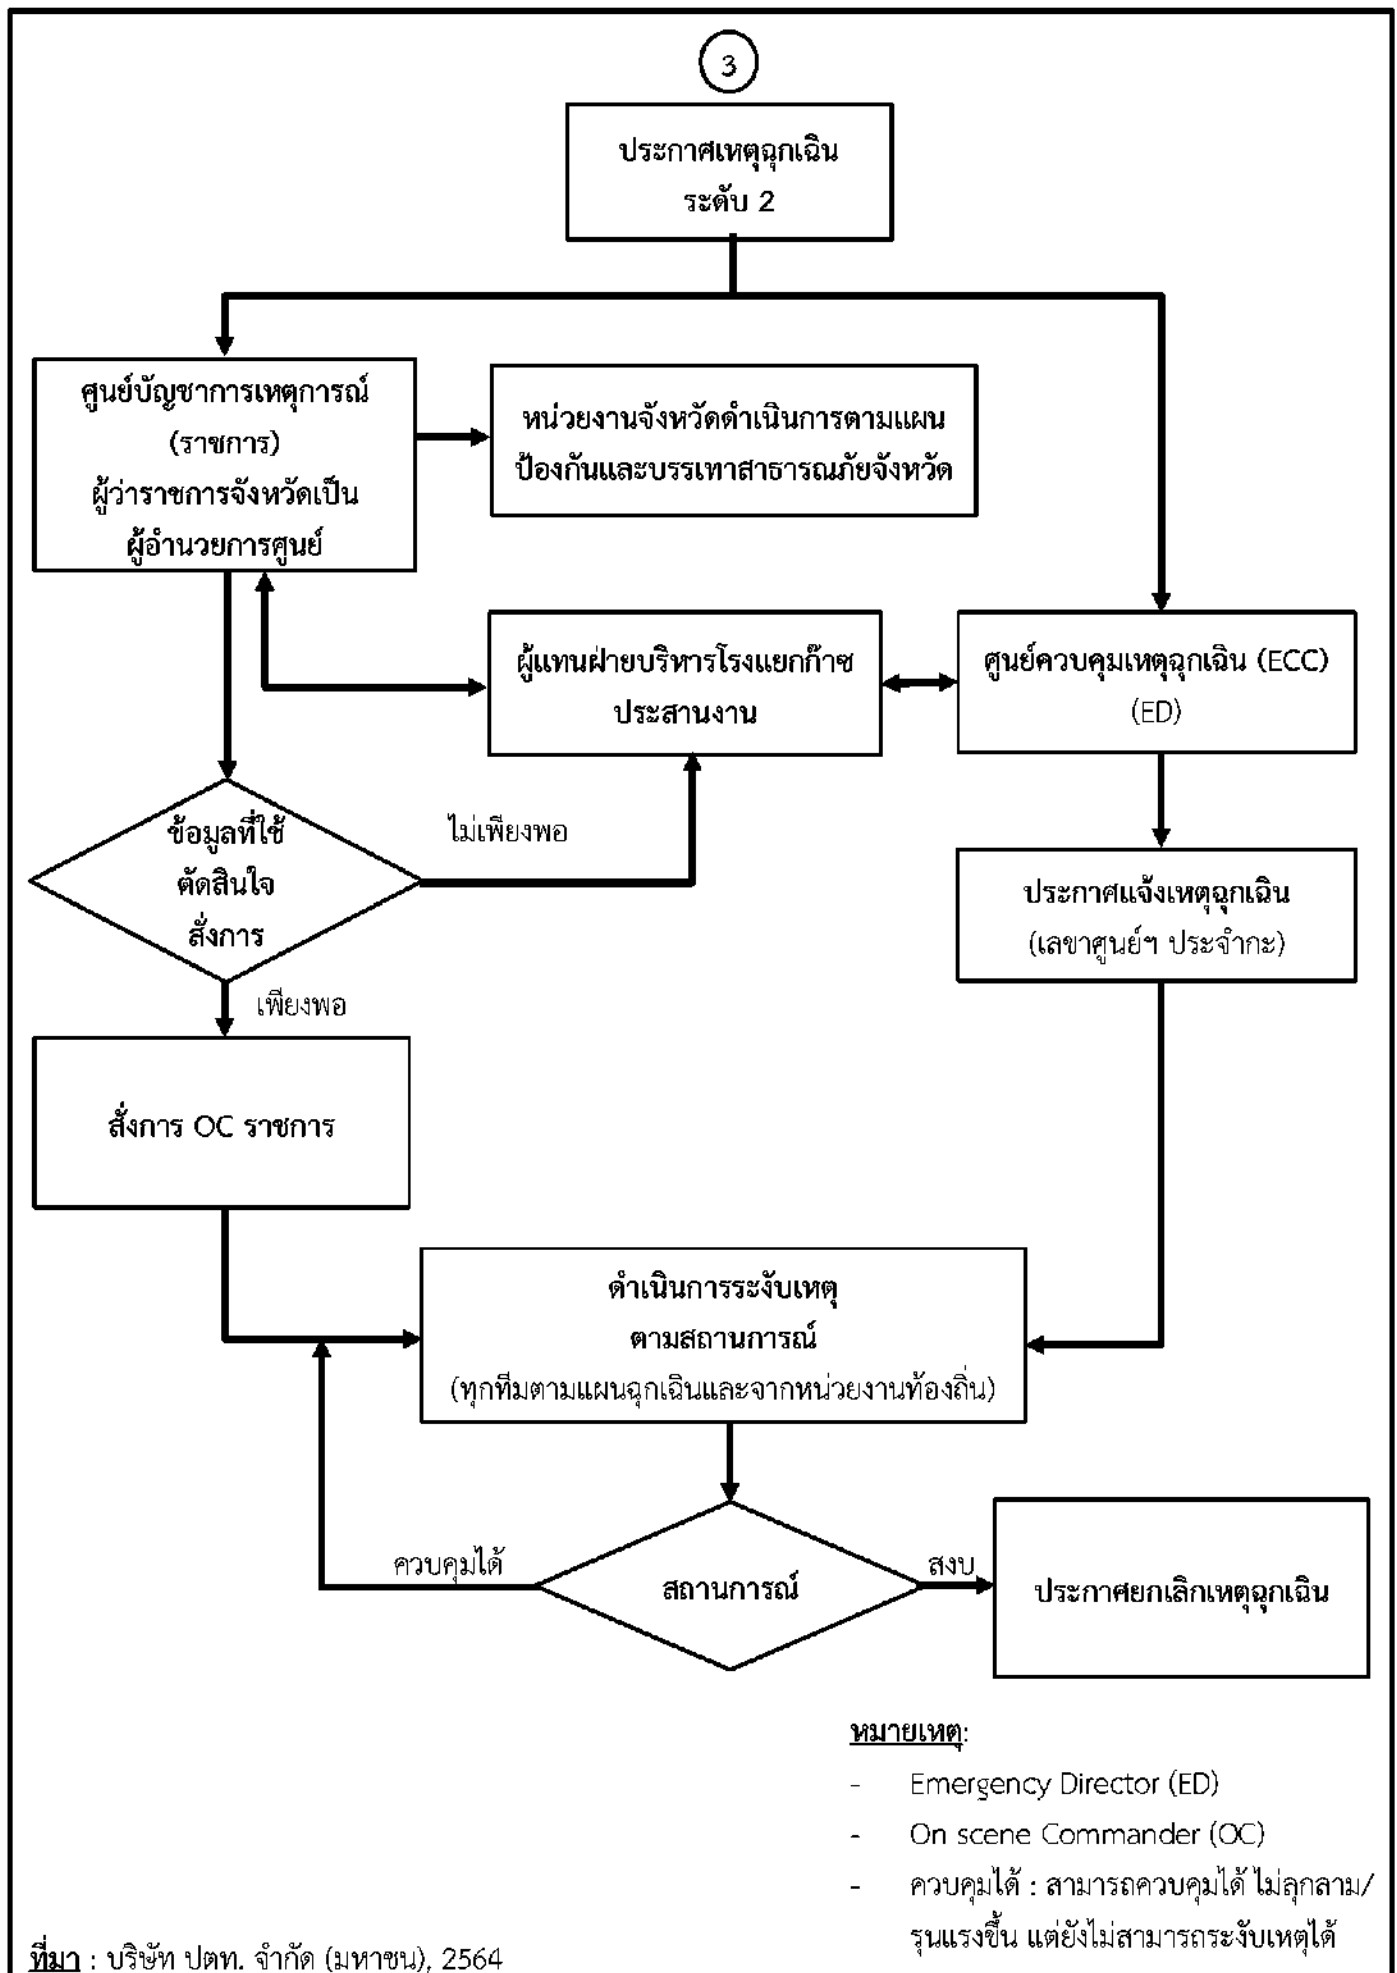 3
ประกาศเหตุฉุกเฉิน
ระดับ 2
ศูนย์บัญชาการเหตุการณ์
(ราชการ)
ผู้ว่าราชการจังหวัดเป็น
ผู้อำนวยการศูนย์
หน่วยงานจังหวัดดำเนินการตามแผน
ป้องกันและบรรเทาสาธารณภัยจังหวัด
ผู้แทนฝ่ายบริหารโรงแยกก๊าซ
ประสานงาน
ศูนย์ควบคุมเหตุฉุกเฉิน (ECC)
(ED)
ข้อมูลที่ใช้
ตัดสินใจ
สั่งการ
ไม่เพียงพอ
ประกาศแจ้งเหตุฉุกเฉิน
(เลขาศูนย์ฯ ประจำกะ)
เพียงพอ
สั่งการ OC ราชการ
ดำเนินการระงับเหตุ
ตามสถานการณ์
(ทุกทีมตามแผนฉุกเฉินและจากหน่วยงานท้องถิ่น)
ควบคุมได้
สถานการณ์
สงบ
ประกาศยกเลิกเหตุฉุกเฉิน
หมายเหตุ:
- Emergency Director (ED)
- On scene Commander (OC)
- ควบคุมได้ : สามารถควบคุมได้ ไม่ลุกลาม/
รุนแรงขึ้น แต่ยังไม่สามารถระงับเหตุได้
ที่มา : บริษัท ปตท. จำกัด (มหาชน), 2564